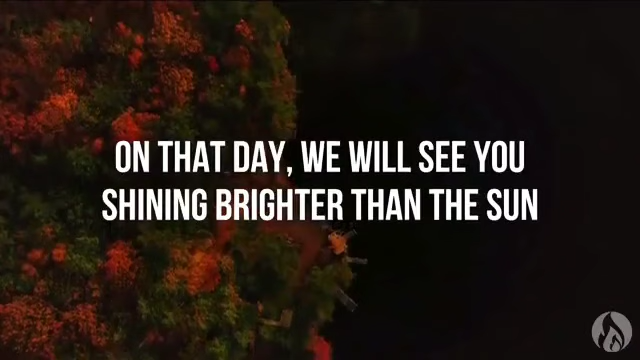 ON THAT DAY, WE WILL SEE YOU
SHINING BRIGHTER THAN THE SUN